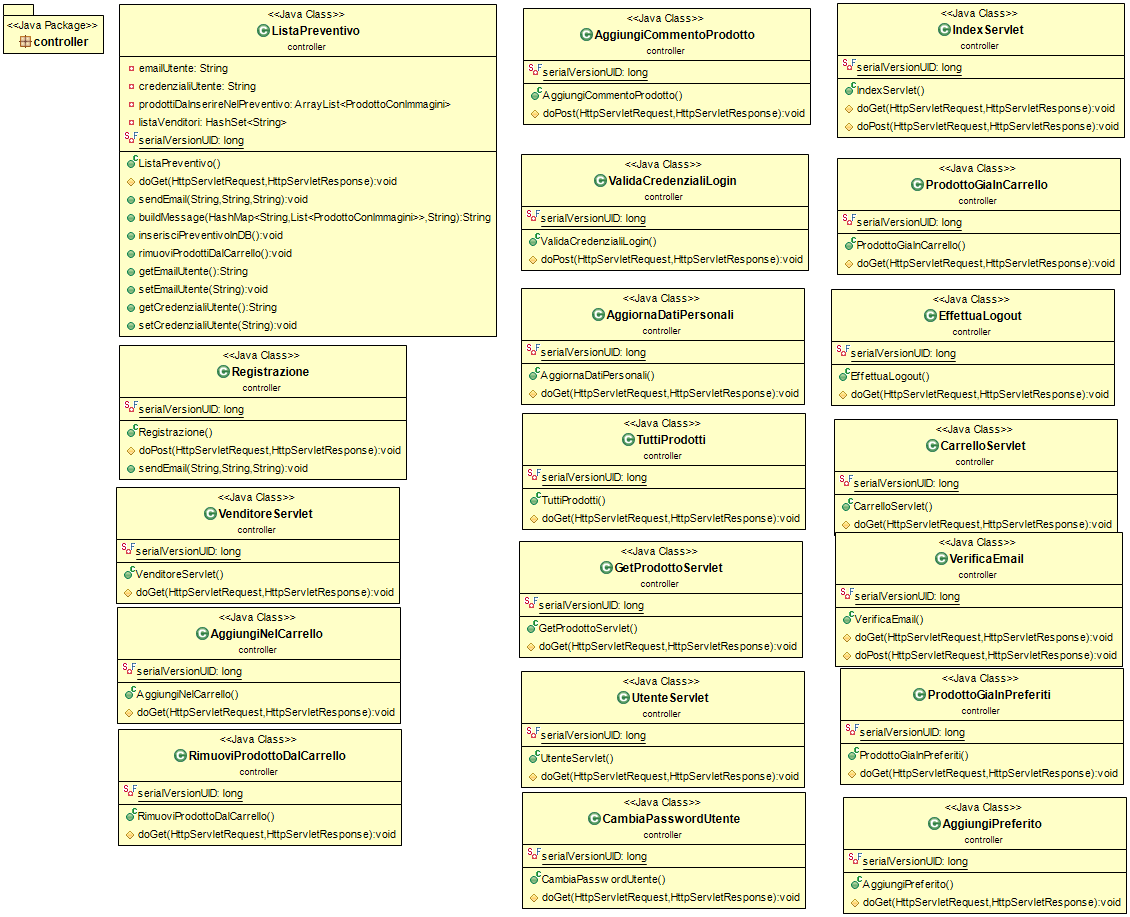 <<Java Package>>
controller
<<Java Class>>
ListaPreventivo
controller
emailUtente: String
credenzialiUtente: String
prodottiDaInserireNelPreventivo: ArrayList<ProdottoConImmagini>
listaVenditori: HashSet<String>
serialVersionUID: long
ListaPreventivo()
doGet(HttpServletRequest,HttpServletResponse):void
sendEmail(String,String,String):void
buildMessage(HashMap<String,List<ProdottoConImmagini>>,String):String
inserisciPreventivoInDB():void
rimuoviProdottiDalCarrello():void
getEmailUtente():String
setEmailUtente(String):void
getCredenzialiUtente():String
setCredenzialiUtente(String):void
<<Java Class>>
Registrazione
controller
serialVersionUID: long
Registrazione()
doPost(HttpServletRequest,HttpServletResponse):void
sendEmail(String,String,String):void
<<Java Class>>
VenditoreServlet
controller
serialVersionUID: long
VenditoreServlet()
doGet(HttpServletRequest,HttpServletResponse):void
<<Java Class>>
AggiungiNelCarrello
controller
serialVersionUID: long
AggiungiNelCarrello()
doGet(HttpServletRequest,HttpServletResponse):void
<<Java Class>>
RimuoviProdottoDalCarrello
controller
serialVersionUID: long
RimuoviProdottoDalCarrello()
doGet(HttpServletRequest,HttpServletResponse):void
<<Java Class>>
AggiungiCommentoProdotto
controller
serialVersionUID: long
AggiungiCommentoProdotto()
doPost(HttpServletRequest,HttpServletResponse):void
<<Java Class>>
ValidaCredenzialiLogin
controller
serialVersionUID: long
ValidaCredenzialiLogin()
doPost(HttpServletRequest,HttpServletResponse):void
<<Java Class>>
AggiornaDatiPersonali
controller
serialVersionUID: long
AggiornaDatiPersonali()
doGet(HttpServletRequest,HttpServletResponse):void
<<Java Class>>
TuttiProdotti
controller
serialVersionUID: long
TuttiProdotti()
doGet(HttpServletRequest,HttpServletResponse):void
<<Java Class>>
GetProdottoServlet
controller
serialVersionUID: long
GetProdottoServlet()
doGet(HttpServletRequest,HttpServletResponse):void
<<Java Class>>
UtenteServlet
controller
serialVersionUID: long
UtenteServlet()
doGet(HttpServletRequest,HttpServletResponse):void
<<Java Class>>
CambiaPasswordUtente
controller
serialVersionUID: long
CambiaPasswordUtente()
doGet(HttpServletRequest,HttpServletResponse):void
<<Java Class>>
IndexServlet
controller
serialVersionUID: long
IndexServlet()
doGet(HttpServletRequest,HttpServletResponse):void
doPost(HttpServletRequest,HttpServletResponse):void
<<Java Class>>
ProdottoGiaInCarrello
controller
serialVersionUID: long
ProdottoGiaInCarrello()
doGet(HttpServletRequest,HttpServletResponse):void
<<Java Class>>
EffettuaLogout
controller
serialVersionUID: long
EffettuaLogout()
doGet(HttpServletRequest,HttpServletResponse):void
<<Java Class>>
CarrelloServlet
controller
serialVersionUID: long
CarrelloServlet()
doGet(HttpServletRequest,HttpServletResponse):void
<<Java Class>>
VerificaEmail
controller
serialVersionUID: long
VerificaEmail()
doGet(HttpServletRequest,HttpServletResponse):void
doPost(HttpServletRequest,HttpServletResponse):void
<<Java Class>>
ProdottoGiaInPreferiti
controller
serialVersionUID: long
ProdottoGiaInPreferiti()
doGet(HttpServletRequest,HttpServletResponse):void
<<Java Class>>
AggiungiPreferito
controller
serialVersionUID: long
AggiungiPreferito()
doGet(HttpServletRequest,HttpServletResponse):void